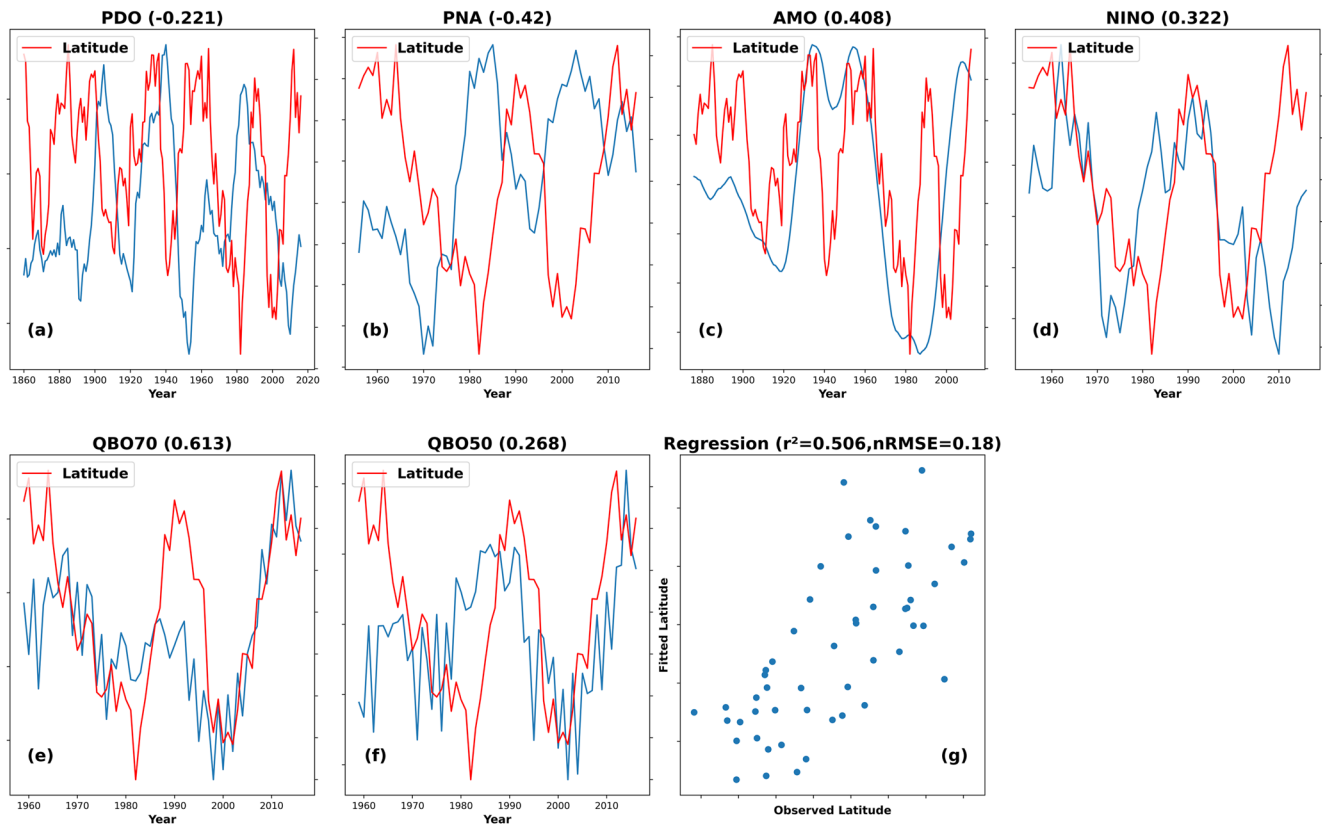 PDO (-0.221)
Latitude
(a)
1860 1880 1900 1920 1940 1960 1980 2000 2020
Year
PNA (-0.42)
Latitude
(b)
1960 1970 1980 1990 2000 2010
Year
AMO (0.408)
Latitude
(c)
1880 1900 1920 1940 1960 1980 2000
Year
NINO (0.322)
Latitude
(d)
1960 1970 1980 1990 2000 2010
Year
QBO70 (0.613)
Latitude
(e)
1960 1970 1980 1990 2000 2010
Year
QBO50 (0.268)
Latitude
(f)
1960 1970 1980 1990 2000 2010
Year
Regression (r²=0.506,nRMSE=0.18)
Fitted Latitude
(g)
Observed Latitude